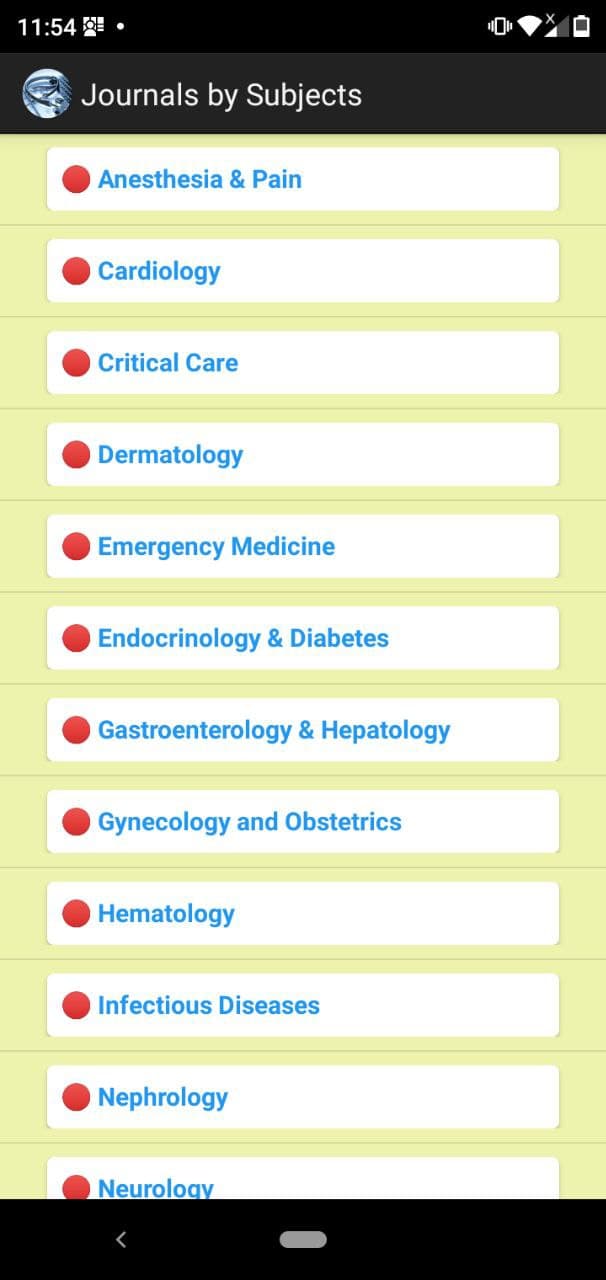 11:54
Journals by Subjects
Anesthesia & Pain
Cardiology
Critical Care
Dermatology
Emergency Medicine
Endocrinology & Diabetes
Gastroenterology & Hepatology
Gynecology and Obstetrics
Hematology
Infectious Diseases
Nephrology
Neurology